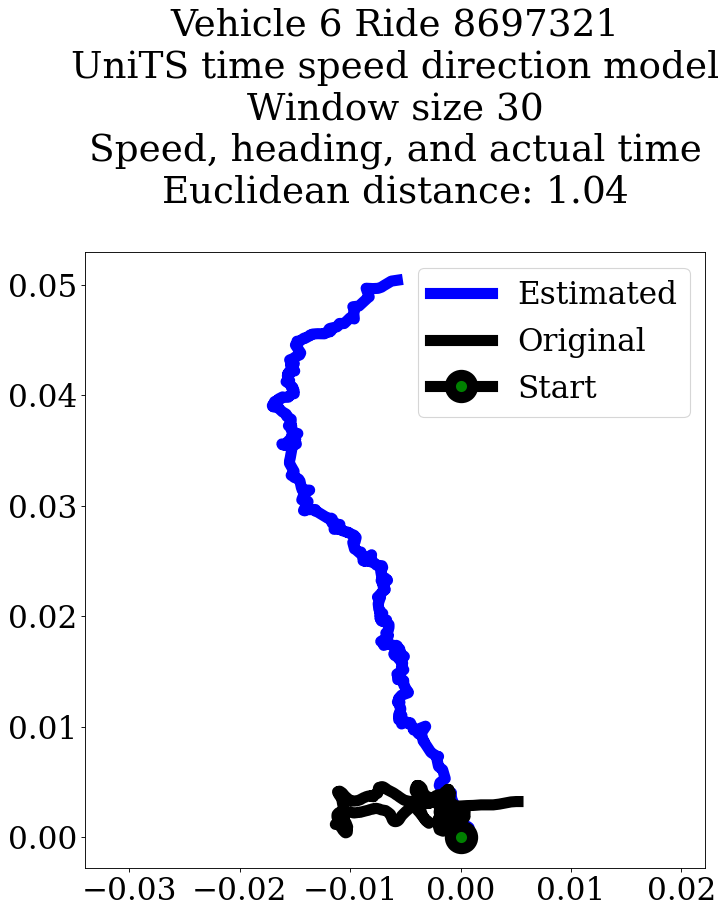 Vehicle 6 Ride 8697321
UniTS time speed direction model
Window size 30
Speed, heading, and actual time
Euclidean distance: 1.04
Estimated
Original
Start
0.05
0.04
0.03
0.02
0.01
0.00
−0.03
−0.02
−0.01
0.00
0.01
0.02